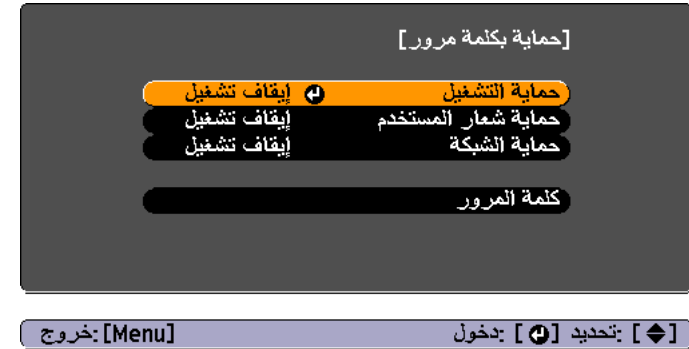 [حماية بكلمة مرور]
حماية التشغيل إيقاف تشغيل
حماية شعار المستخدم إيقاف تشغيل
حماية الشبكة إيقاف تشغيل
كلمة المرور
[ ] :تحديد [ ] :دخول [Menu] :خروج